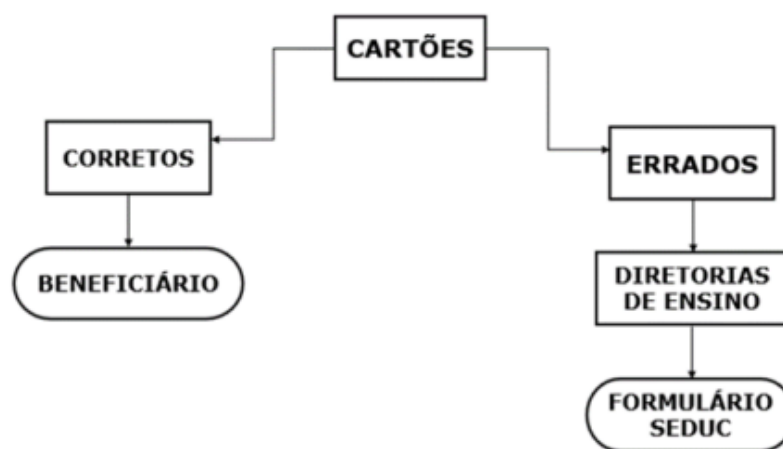 CARTÕES
CORRETOS
ERRADOS
BENEFICIÁRIO
DIRETORIAS
DE ENSINO
FORMULÁRIO
SEDUC